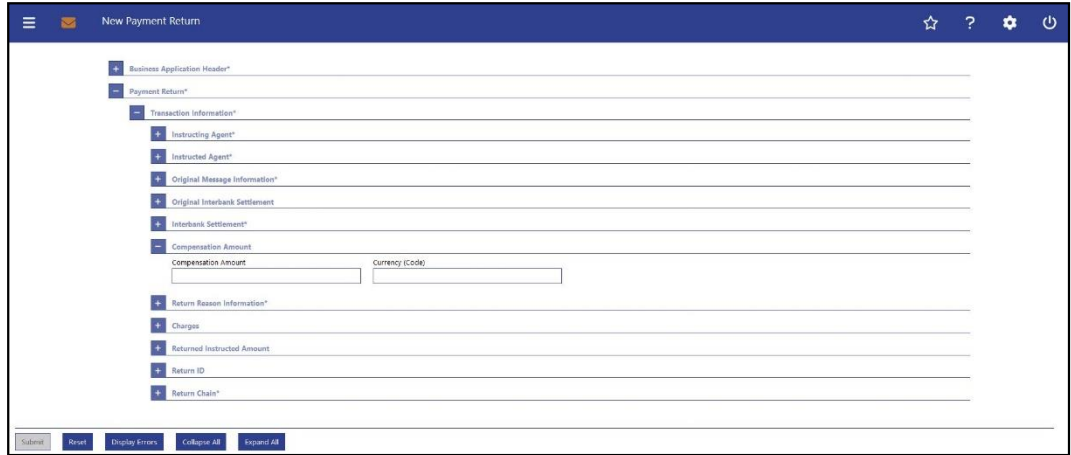 New Payment Return ?
+ Business Application Header*
− Payment Return*
− Transaction Information*
+ Instructing Agent*
+ Instructed Agent*
+ Original Message Information*
+ Original Interbank Settlement
+ Interbank Settlement*
− Compensation Amount
Compensation Amount Currency (Code)
+ Return Reason Information*
+ Charges
+ Returned Instructed Amount
+ Return ID
+ Return Chain*
Submit Reset Display Errors Collapse All Expand All